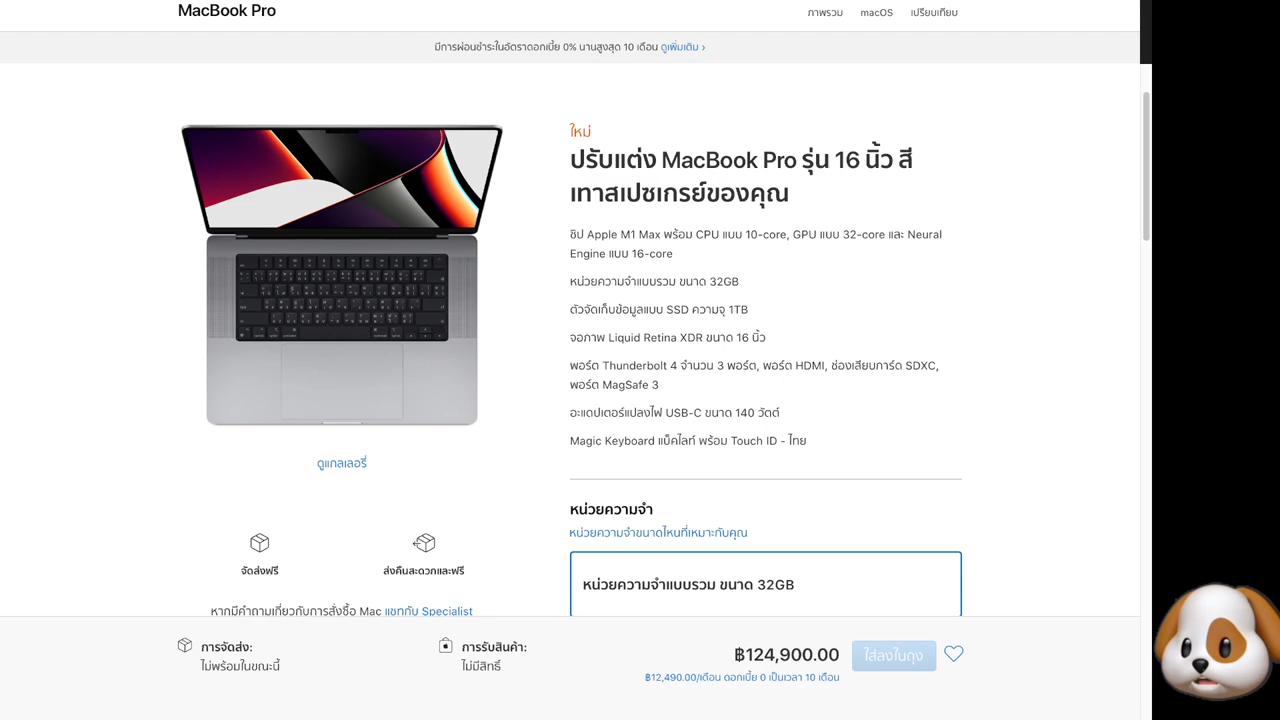 MacBook Pro
ภาพรวม macOS เปรียบเทียบ
มีการผ่อนชำระในอัตราดอกเบี้ย 0% นานสูงสุด 10 เดือน ดูเพิ่มเติม ›
ใหม่
ปรับแต่ง MacBook Pro รุ่น 16 นิ้ว สี
เทาสเปซเกรย์ของคุณ
ชิป Apple M1 Max พร้อม CPU แบบ 10-core, GPU แบบ 32-core และ Neural
Engine แบบ 16-core
หน่วยความจำแบบรวม ขนาด 32GB
ตัวจัดเก็บข้อมูลแบบ SSD ความจุ 1TB
จอภาพ Liquid Retina XDR ขนาด 16 นิ้ว
พอร์ต Thunderbolt 4 จำนวน 3 พอร์ต, พอร์ต HDMI, ช่องเสียบการ์ด SDXC,
พอร์ต MagSafe 3
อะแดปเตอร์แปลงไฟ USB-C ขนาด 140 วัตต์
Magic Keyboard แบ็คไลท์ พร้อม Touch ID - ไทย
ดูแกลเลอรี่
หน่วยความจำ
หน่วยความจำขนาดไหนที่เหมาะกับคุณ
หน่วยความจำแบบรวม ขนาด 32GB
จัดส่งฟรี
ส่งคืนสะดวกและฟรี
หากมีคำถามเกี่ยวกับการสั่งซื้อ Mac แชทกับ Specialist
การจัดส่ง:
ไม่พร้อมในขณะนี้
การรับสินค้า:
ไม่มีสิทธิ์
฿124,900.00
฿12,490.00/เดือน ดอกเบี้ย 0 เป็นเวลา 10 เดือน
ใส่ลงในถุง